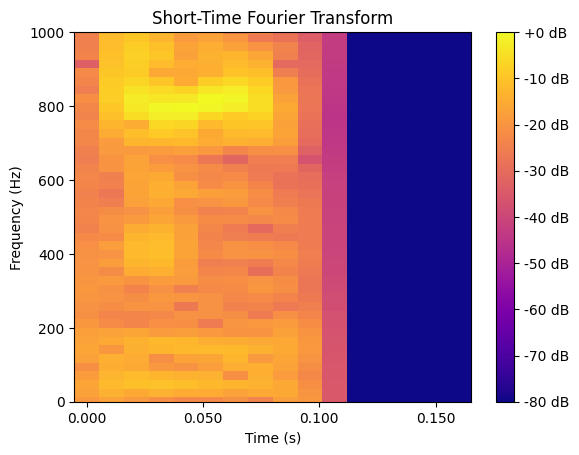 Short-Time Fourier Transform
1000
800
600
400
200
0
Frequency (Hz)
0.000
0.050
0.100
0.150
Time (s)
+0 dB
-10 dB
-20 dB
-30 dB
-40 dB
-50 dB
-60 dB
-70 dB
-80 dB